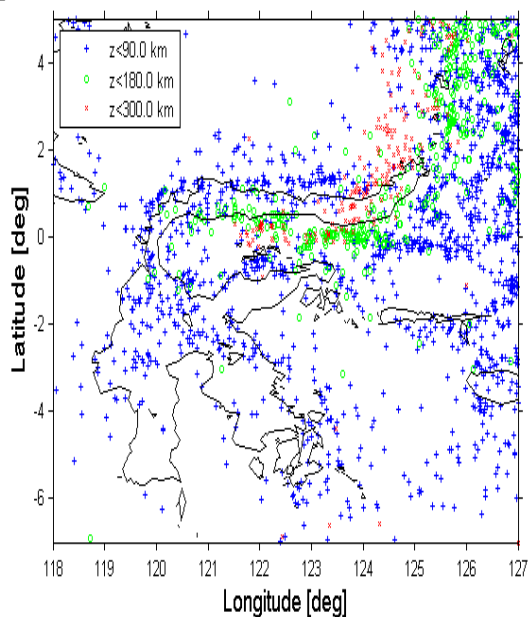 z<90.0 km
z<180.0 km
z<300.0 km
4
2
0
-2
-4
-6
Latitude [deg]
118 119 120 121 122 123 124 125 126 127
Longitude [deg]